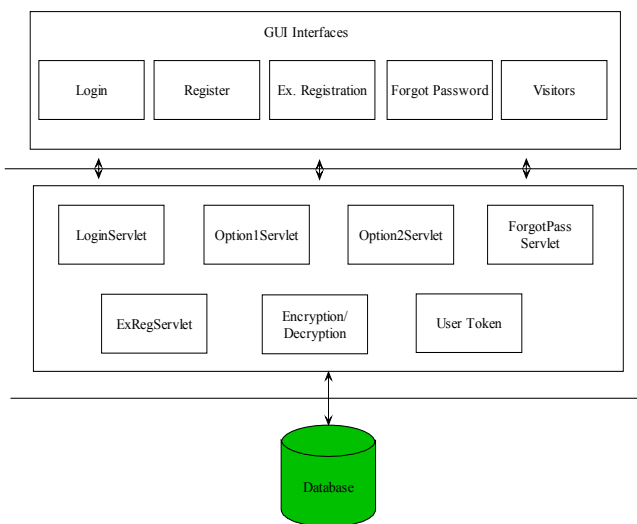 GUI Interfaces
Login
Register
Ex. Registration
Forgot Password
Visitors
LoginServlet
Option1Servlet
Option2Servlet
ForgotPass
Servlet
ExRegServlet
Encryption/
Decryption
User Token
Database